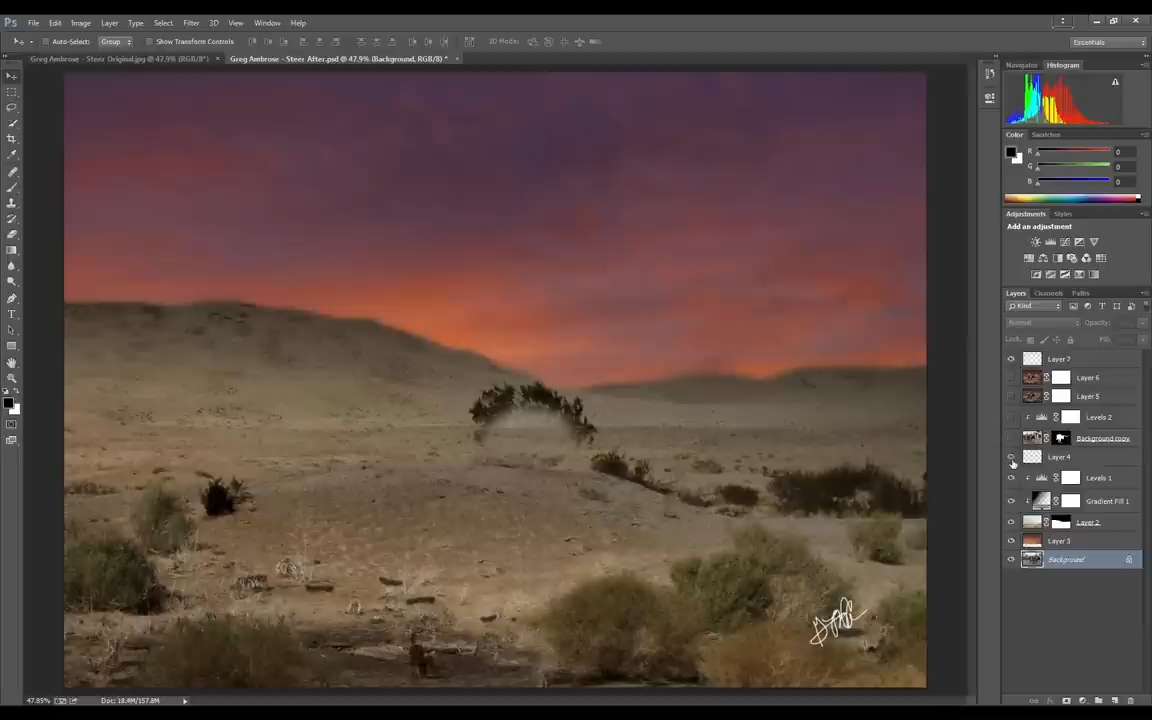 Ps File Edit Image Layer Type Select Filter 3D View Window Help
Auto-Select: Group Show Transform Controls 3D Mode: Essentials
Greg Ambrose - Steer Original.jpg @ 47.9% (RGB/8*) × Greg Ambrose - Steer After.psd @ 47.9% (Background, RGB/8) * ×
Navigator Histogram
Color Swatches
R 0
G 0
B 0
Adjustments Styles
Add an adjustment
Layers Channels Paths
Kind
Normal Opacity:
Lock: Fill:
Layer 7
Layer 6
Layer 5
Levels 2
Background copy
Layer 4
Levels 1
Gradient Fill 1
Layer 2
Layer 3
Background
47.85% Doc: 18.4M/157.8M